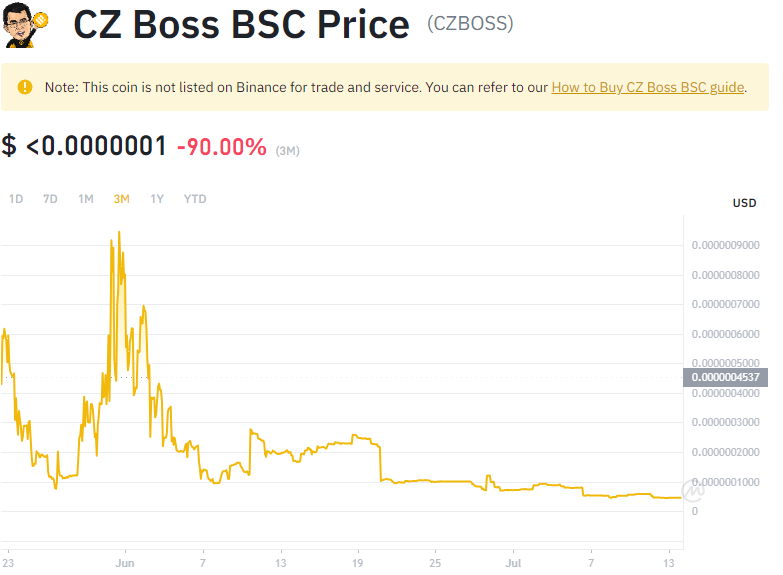 CZ Boss BSC Price (CZBOSS)
Note: This coin is not listed on Binance for trade and service. You can refer to our How to Buy CZ Boss BSC guide.
$ <0.0000001 -90.00% (3M)
1D 7D 1M 3M 1Y YTD
USD
0.0000009000
0.0000008000
0.0000007000
0.0000006000
0.0000005000
0.0000004537
0.0000004000
0.0000003000
0.0000002000
0.0000001000
0
23 Jun 7 13 19 25 Jul 7 13